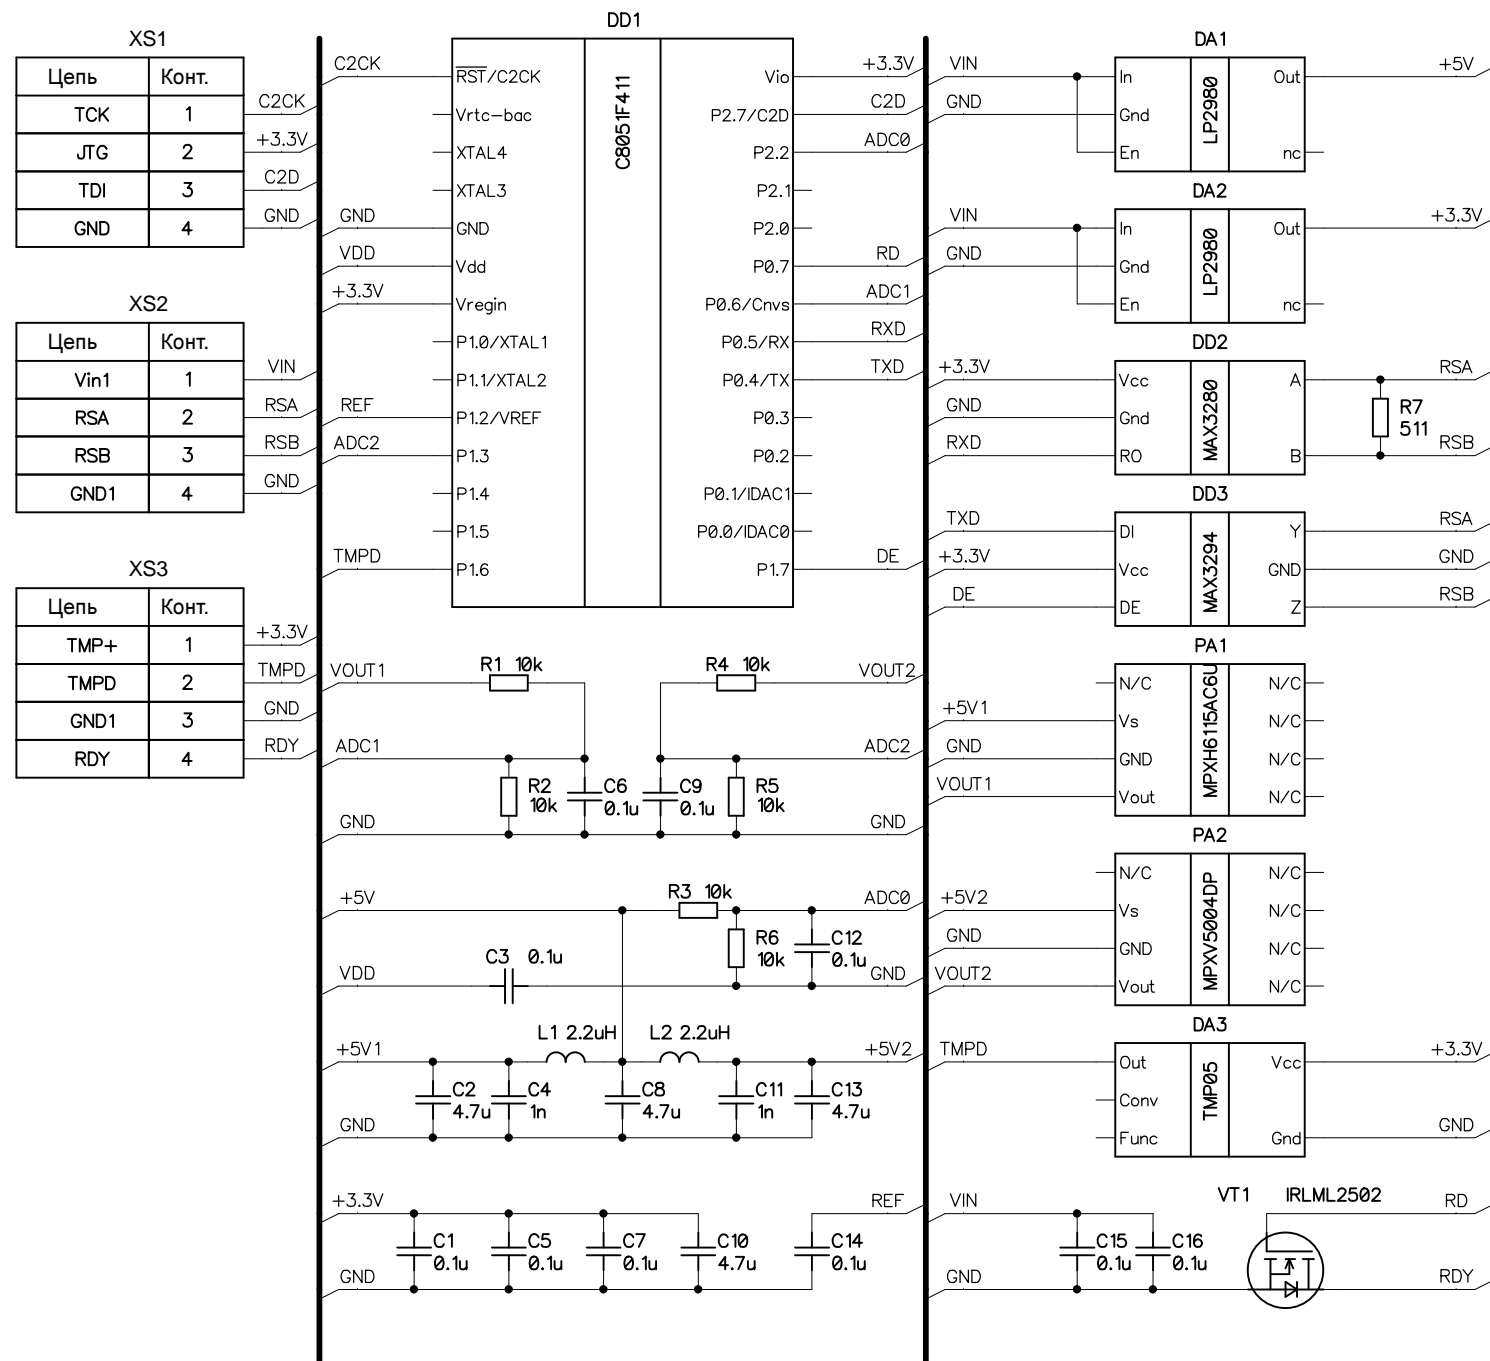 XS1
Цепь Конт.
TCK 1 C2CK
JTG 2 +3.3V
TDI 3 C2D
GND 4 GND
XS2
Цепь Конт.
Vin1 1 VIN
RSA 2 RSA
RSB 3 RSB
GND1 4 GND
XS3
Цепь Конт.
TMP+ 1 +3.3V
TMPD 2 TMPD
GND1 3 GND
RDY 4 RDY
DD1
C8051F411
C2CK RST/C2CK Vio +3.3V
Vrtc-bac P2.7/C2D C2D
XTAL4 P2.2 ADC0
XTAL3 P2.1
GND GND P2.0
VDD Vdd P0.7 RD
+3.3V Vregin P0.6/Cnvs ADC1
P1.0/XTAL1 P0.5/RX RXD
P1.1/XTAL2 P0.4/TX TXD
REF P1.2/VREF P0.3
ADC2 P1.3 P0.2
P1.4 P0.1/IDAC1
P1.5 P0.0/IDAC0
TMPD P1.6 P1.7 DE
VOUT1 R1 10k R4 10k VOUT2
ADC1 ADC2
R2 10k C6 0.1u C9 0.1u R5 10k
GND GND
+5V R3 10k ADC0
R6 10k C12 0.1u
VDD C3 0.1u GND
+5V1 L1 2.2uH L2 2.2uH +5V2
C2 4.7u C4 1n C8 4.7u C11 1n C13 4.7u
GND
+3.3V REF
C1 0.1u C5 0.1u C7 0.1u C10 4.7u C14 0.1u
GND
DA1
LP2980
VIN In Out +5V
GND Gnd
En nc
DA2
LP2980
VIN In Out +3.3V
GND Gnd
En nc
DD2
MAX3280
+3.3V Vcc A RSA
GND Gnd R7 511
RXD RO B RSB
DD3
MAX3294
TXD DI Y RSA
+3.3V Vcc GND GND
DE DE Z RSB
PA1
MPXH6115AC6U
N/C N/C
+5V1 Vs N/C
GND GND N/C
VOUT1 Vout N/C
PA2
MPXV5004DP
N/C N/C
+5V2 Vs N/C
GND GND N/C
VOUT2 Vout N/C
DA3
TMP05
TMPD Out Vcc +3.3V
Conv
Func Gnd GND
VT1 IRLML2502
VIN RD
C15 0.1u C16 0.1u
GND RDY